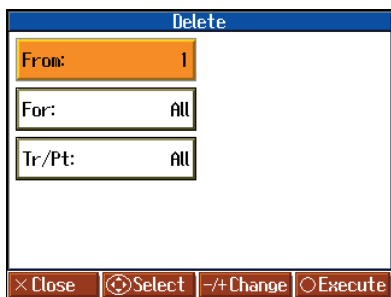 Delete
From: 1
For: All
Tr/Pt: All
×Close Select -/+Change ○Execute